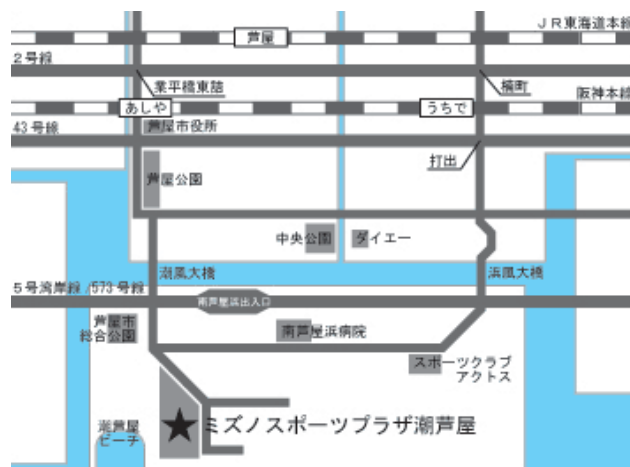 JR東海道本線
芦屋
2号線
業平橋東詰
楠町
阪神本線
あしや
うちで
43号線
芦屋市役所
打出
芦屋公園
中央公園
ダイエー
潮風大橋
浜風大橋
5号湾岸線/573号線
南芦屋浜出入口
芦屋市
総合公園
南芦屋浜病院
スポーツクラブ
アクトス
潮芦屋
ビーチ
★ミズノスポーツプラザ潮芦屋